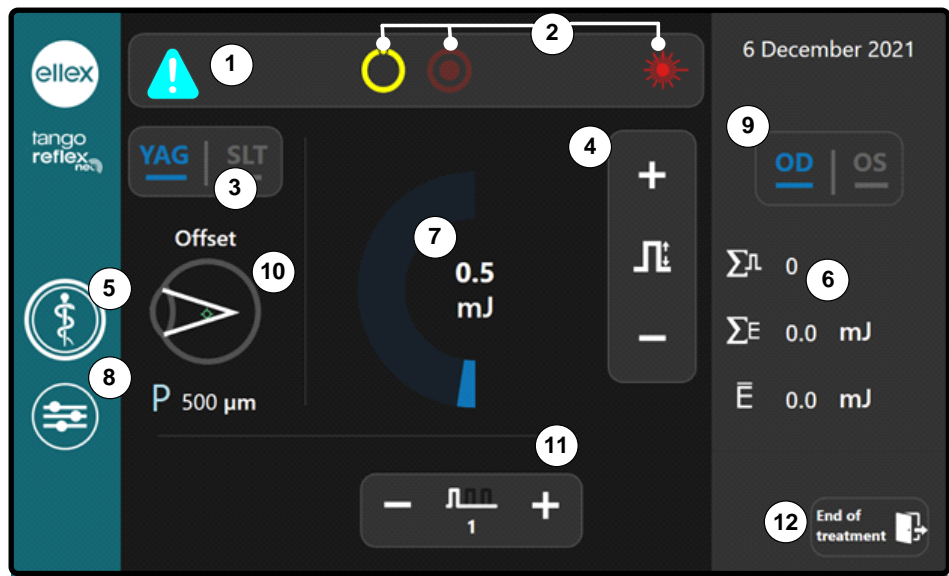 ellex
tango
reflex
neo
1
2
6 December 2021
YAG | SLT
3
4
+
−
9
OD | OS
Offset
10
7
0.5
mJ
5
6
Σ 0
ΣE 0.0 mJ
Ē 0.0 mJ
8
P 500 µm
11
− +
1
12
End of
treatment